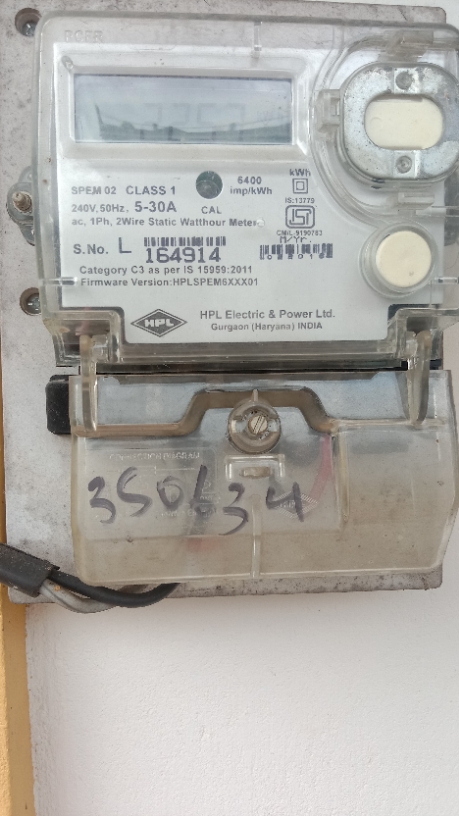 SPEM 02 CLASS 1
6400
imp/kWh
kWh
240V, 50Hz, 5-30A CAL
IS:13779
ac, 1Ph, 2Wire Static Watthour Meter
S.No. L 164914
Category C3 as per IS 15959:2011
Firmware Version:HPLSPEM6XXX01
HPL
HPL Electric & Power Ltd.
Gurgaon (Haryana) INDIA
350634